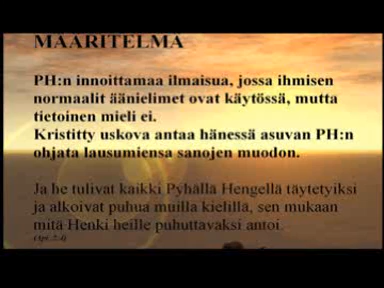 MÄÄRITELMÄ
PH:n innoittamaa ilmaisua, jossa ihmisen
normaalit äänielimet ovat käytössä, mutta
tietoinen mieli ei.
Kristitty uskova antaa hänessä asuvan PH:n
ohjata lausumiensa sanojen muodon.
Ja he tulivat kaikki Pyhällä Hengellä täytetyiksi
ja alkoivat puhua muilla kielillä, sen mukaan
mitä Henki heille puhuttavaksi antoi.
(Apt. 2:4)